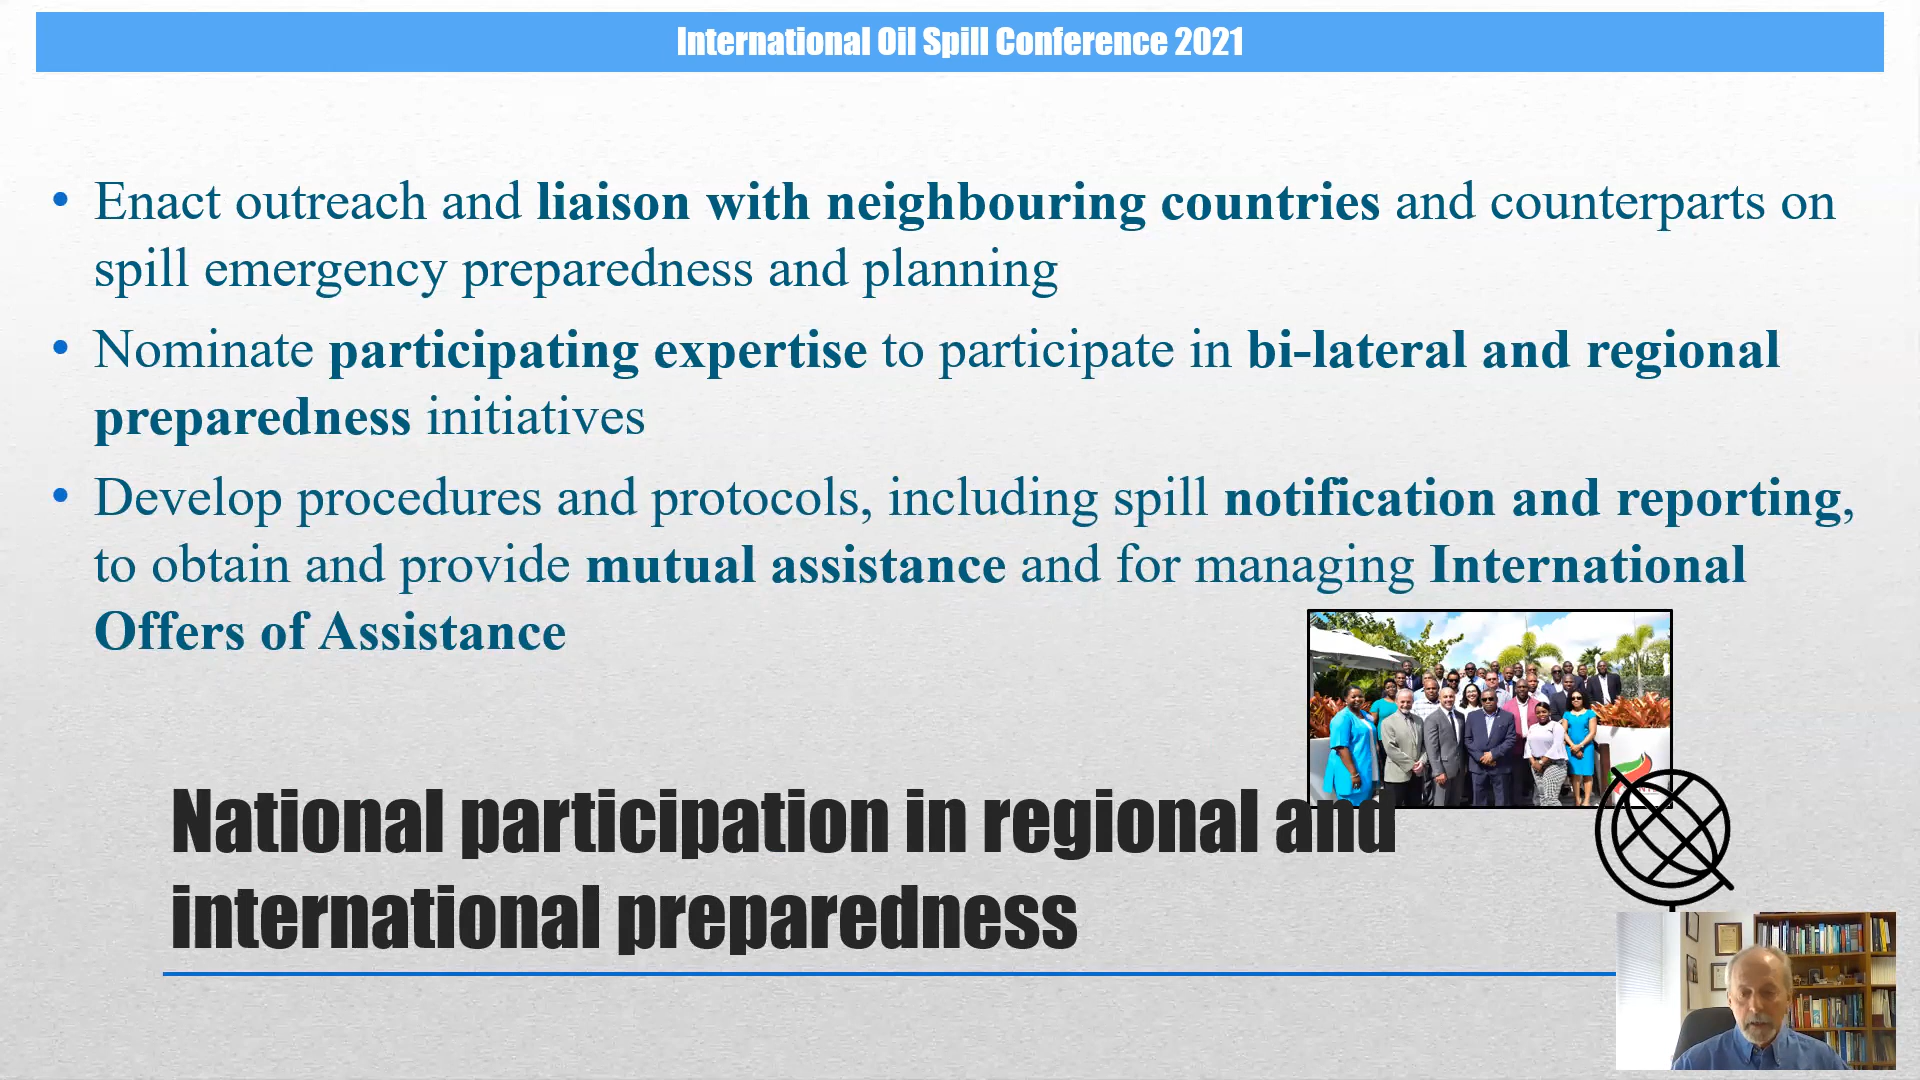 International Oil Spill Conference 2021
• Enact outreach and liaison with neighbouring countries and counterparts on
spill emergency preparedness and planning
• Nominate participating expertise to participate in bi-lateral and regional
preparedness initiatives
• Develop procedures and protocols, including spill notification and reporting,
to obtain and provide mutual assistance and for managing International
Offers of Assistance
National participation in regional and
international preparedness